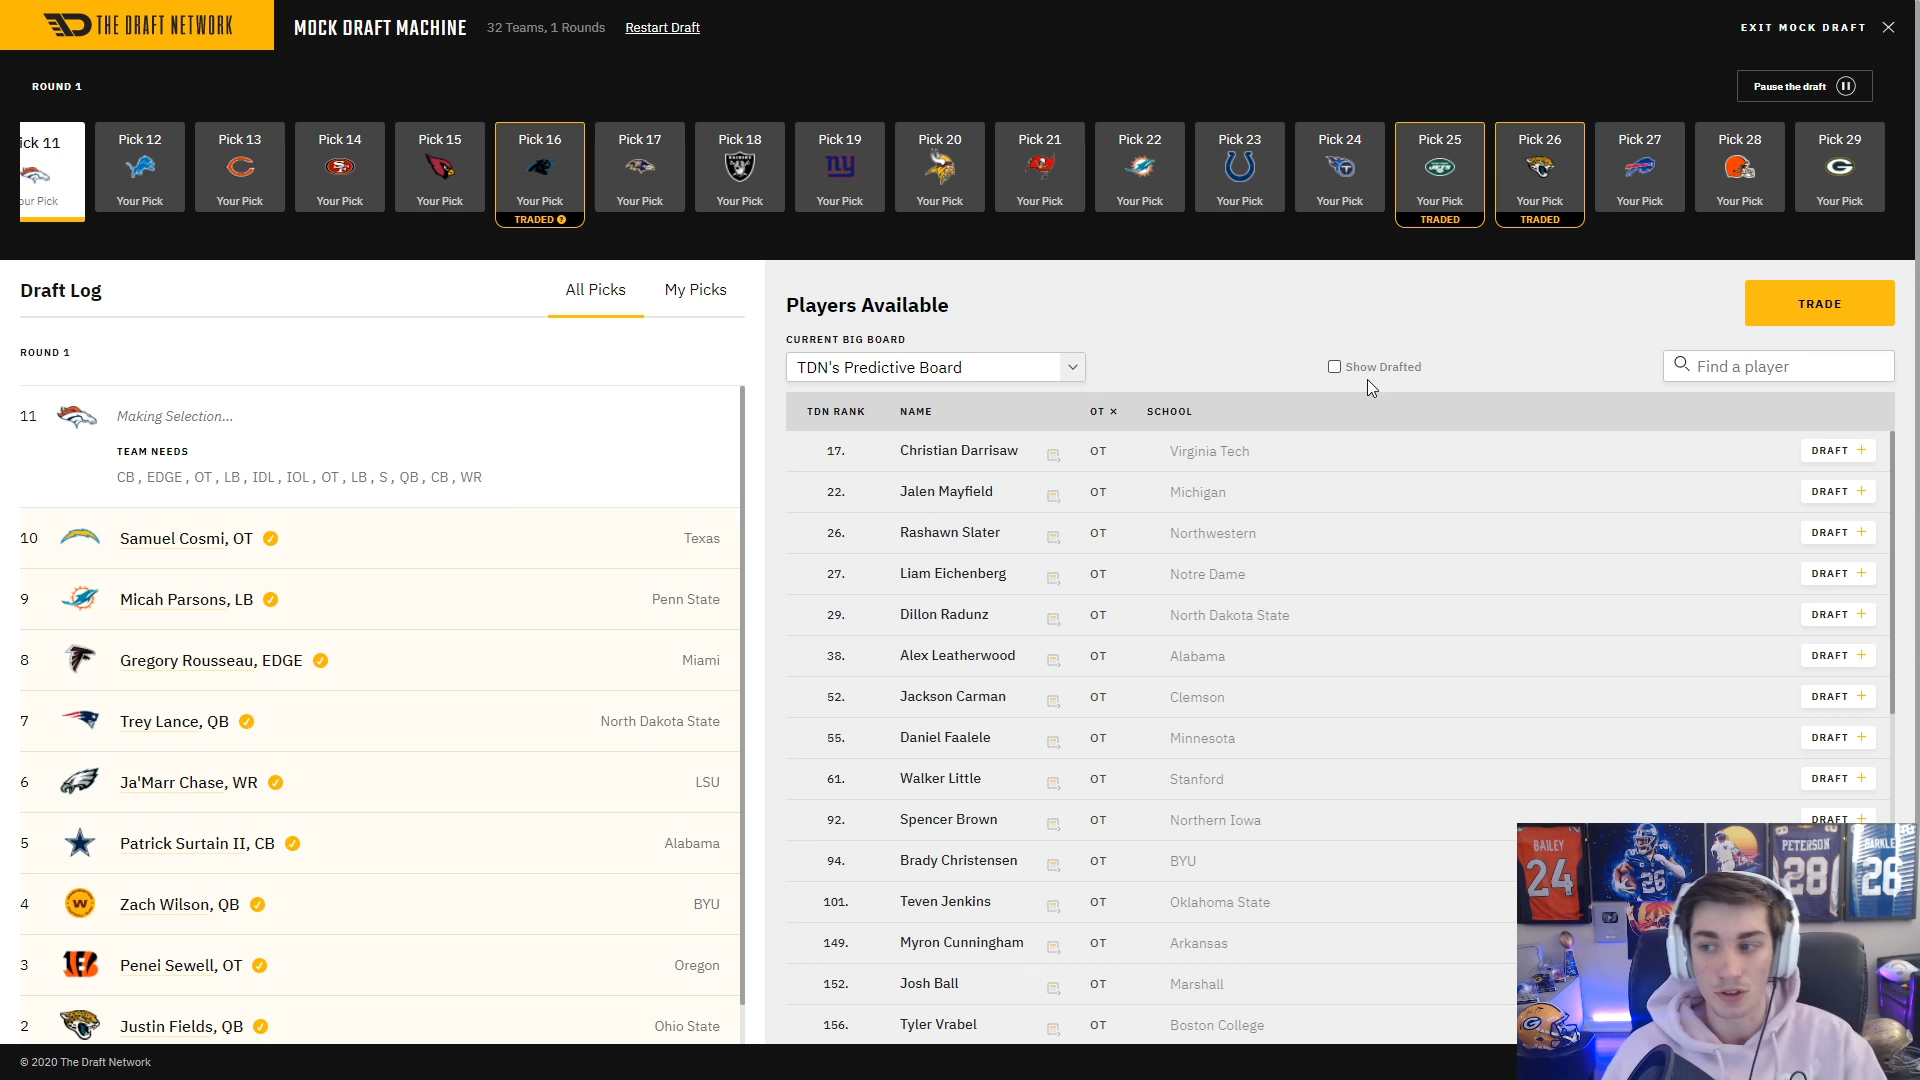 THE DRAFT NETWORK
MOCK DRAFT MACHINE
32 Teams, 1 Rounds
Restart Draft
EXIT MOCK DRAFT
ROUND 1
Pause the draft
ick 11
our Pick
Pick 12
Your Pick
Pick 13
Your Pick
Pick 14
Your Pick
Pick 15
Your Pick
Pick 16
Your Pick
TRADED
Pick 17
Your Pick
Pick 18
RAIDERS
Your Pick
Pick 19
ny
Your Pick
Pick 20
Your Pick
Pick 21
Your Pick
Pick 22
Your Pick
Pick 23
Your Pick
Pick 24
Your Pick
Pick 25
JETS
Your Pick
TRADED
Pick 26
Your Pick
TRADED
Pick 27
Your Pick
Pick 28
Your Pick
Pick 29
G
Your Pick
Draft Log
All Picks
My Picks
ROUND 1
11
Making Selection...
TEAM NEEDS
CB, EDGE, OT, LB, IDL, IOL, OT, LB, S, QB, CB, WR
10 Samuel Cosmi, OT Texas
9 Micah Parsons, LB Penn State
8 Gregory Rousseau, EDGE Miami
7 Trey Lance, QB North Dakota State
6 Ja'Marr Chase, WR LSU
5 Patrick Surtain II, CB Alabama
4 W Zach Wilson, QB BYU
3 Penei Sewell, OT Oregon
2 Justin Fields, QB Ohio State
Players Available
TRADE
CURRENT BIG BOARD
TDN's Predictive Board
Show Drafted
Find a player
TDN RANK NAME OT × SCHOOL
17. Christian Darrisaw OT Virginia Tech DRAFT +
22. Jalen Mayfield OT Michigan DRAFT +
26. Rashawn Slater OT Northwestern DRAFT +
27. Liam Eichenberg OT Notre Dame DRAFT +
29. Dillon Radunz OT North Dakota State DRAFT +
38. Alex Leatherwood OT Alabama DRAFT +
52. Jackson Carman OT Clemson DRAFT +
55. Daniel Faalele OT Minnesota DRAFT +
61. Walker Little OT Stanford DRAFT +
92. Spencer Brown OT Northern Iowa DRAFT +
94. Brady Christensen OT BYU
101. Teven Jenkins OT Oklahoma State
149. Myron Cunningham OT Arkansas
152. Josh Ball OT Marshall
156. Tyler Vrabel OT Boston College
BAILEY
24
26
PETERSON
28
BARKLE
26
G
© 2020 The Draft Network